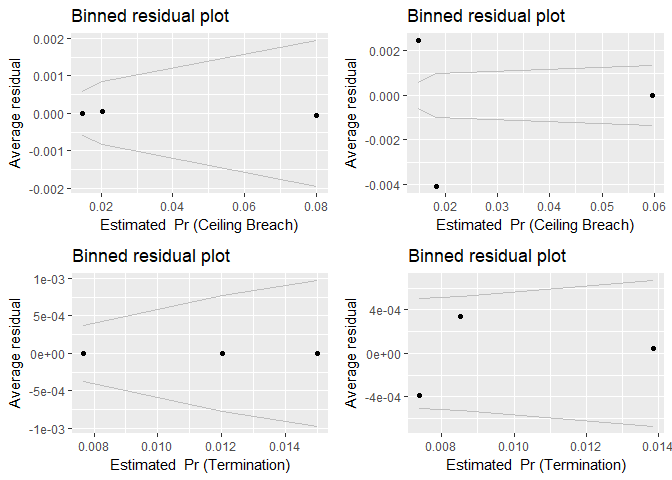 Binned residual plot
0.002
0.001
0.000
-0.001
-0.002
Average residual
0.02 0.04 0.06 0.08
Estimated Pr (Ceiling Breach)
Binned residual plot
0.002
0.000
-0.002
-0.004
Average residual
0.02 0.03 0.04 0.05 0.06
Estimated Pr (Ceiling Breach)
Binned residual plot
1e-03
5e-04
0e+00
-5e-04
-1e-03
Average residual
0.008 0.010 0.012 0.014
Estimated Pr (Termination)
Binned residual plot
4e-04
0e+00
-4e-04
Average residual
0.008 0.010 0.012 0.014
Estimated Pr (Termination)